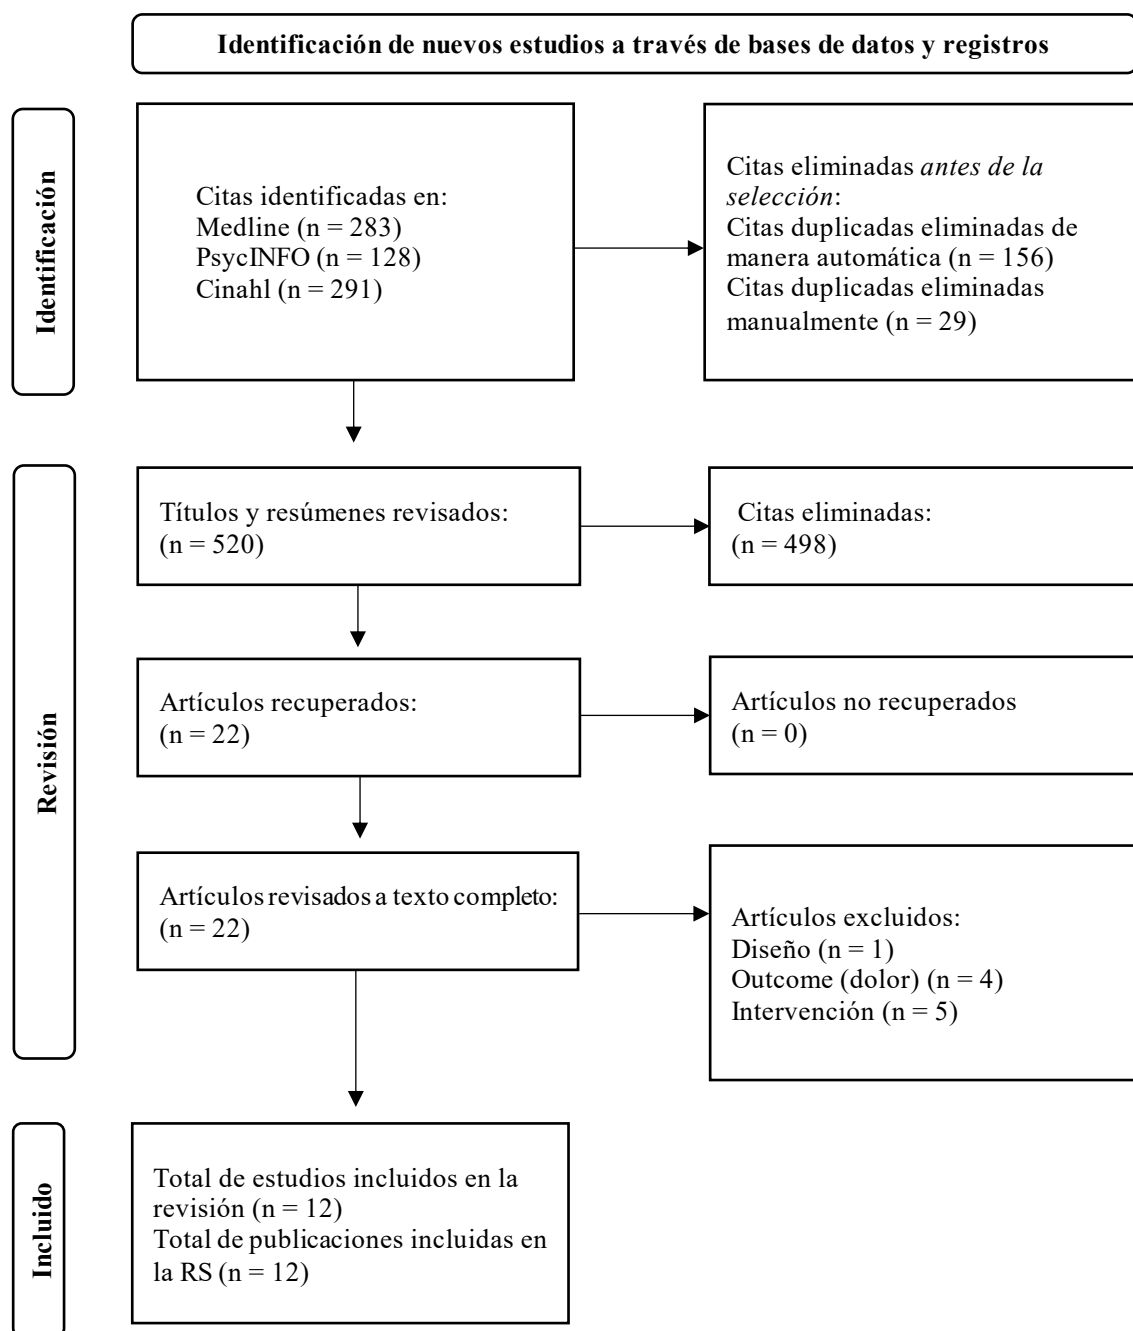 Identificación de nuevos estudios a través de bases de datos y registros
Identificación
Citas identificadas en:
Medline (n = 283)
PsycINFO (n = 128)
Cinahl (n = 291)
Citas eliminadas antes de la
selección:
Citas duplicadas eliminadas de
manera automática (n = 156)
Citas duplicadas eliminadas
manualmente (n = 29)
Revisión
Títulos y resúmenes revisados:
(n = 520)
Citas eliminadas:
(n = 498)
Artículos recuperados:
(n = 22)
Artículos no recuperados
(n = 0)
Artículos revisados a texto completo:
(n = 22)
Artículos excluidos:
Diseño (n = 1)
Outcome (dolor) (n = 4)
Intervención (n = 5)
Incluido
Total de estudios incluidos en la
revisión (n = 12)
Total de publicaciones incluidas en
la RS (n = 12)